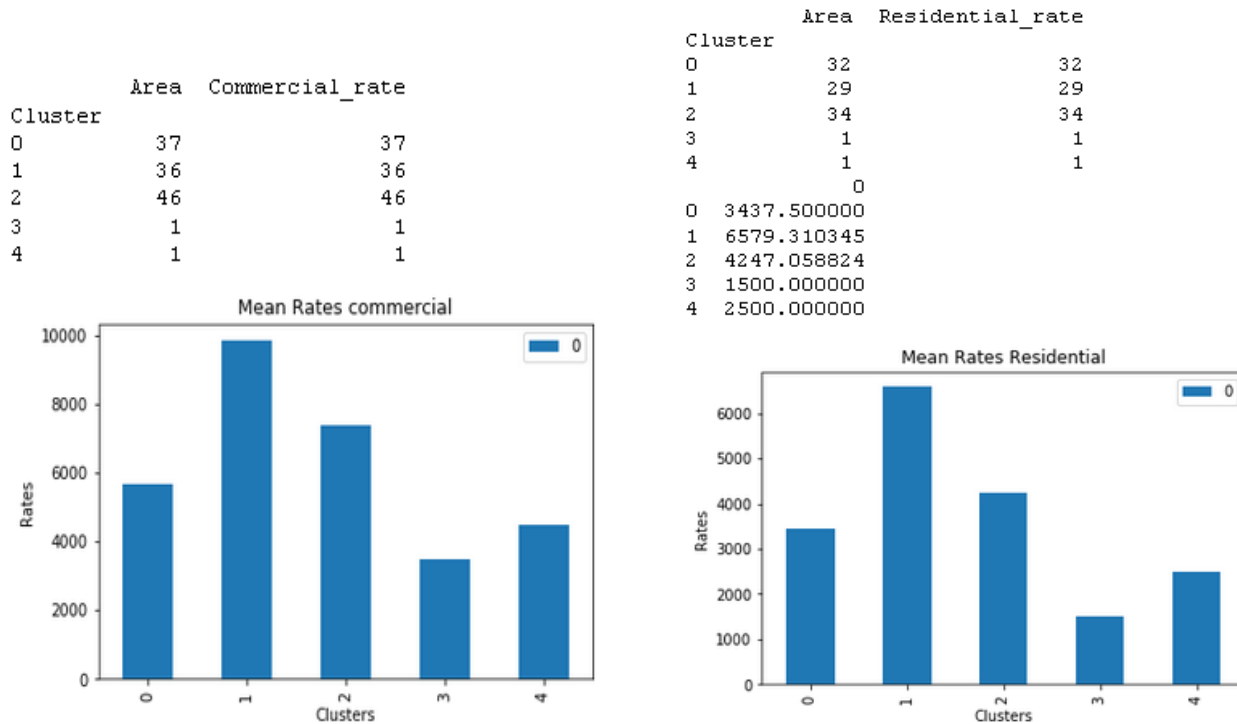 Area Commercial_rate
Cluster
0 37 37
1 36 36
2 46 46
3 1 1
4 1 1
Mean Rates commercial
0
10000
8000
6000
4000
2000
0
Rates
0 1 2 3 4
Clusters
Area Residential_rate
Cluster
0 32 32
1 29 29
2 34 34
3 1 1
4 1 1
0
0 3437.500000
1 6579.310345
2 4247.058824
3 1500.000000
4 2500.000000
Mean Rates Residential
0
6000
5000
4000
3000
2000
1000
0
Rates
0 1 2 3 4
Clusters